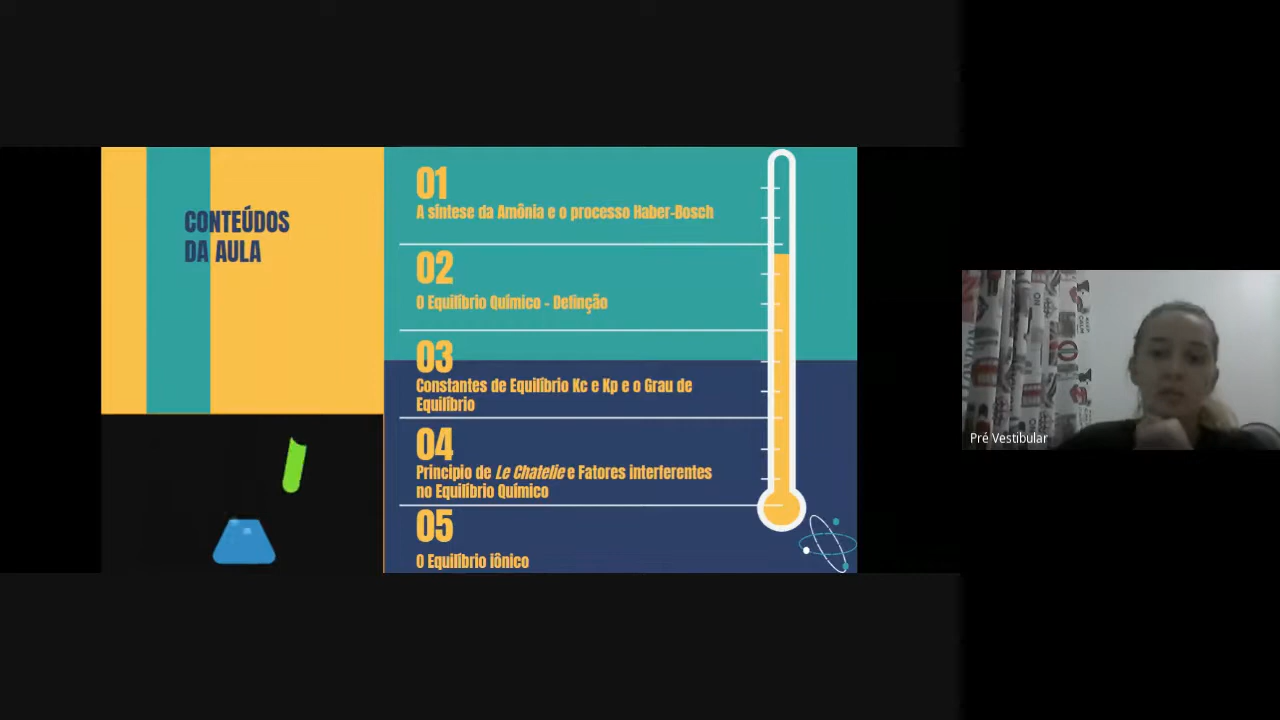 CONTEÚDOS
DA AULA
01
A síntese da Amônia e o processo Haber-Bosch
02
O Equilíbrio Químico - Definção
03
Constantes de Equilíbrio Kc e Kp e o Grau de
Equilíbrio
04
Principio de Le Chatelie e Fatores interferentes
no Equilíbrio Químico
05
O Equilíbrio iônico
Pré Vestibular